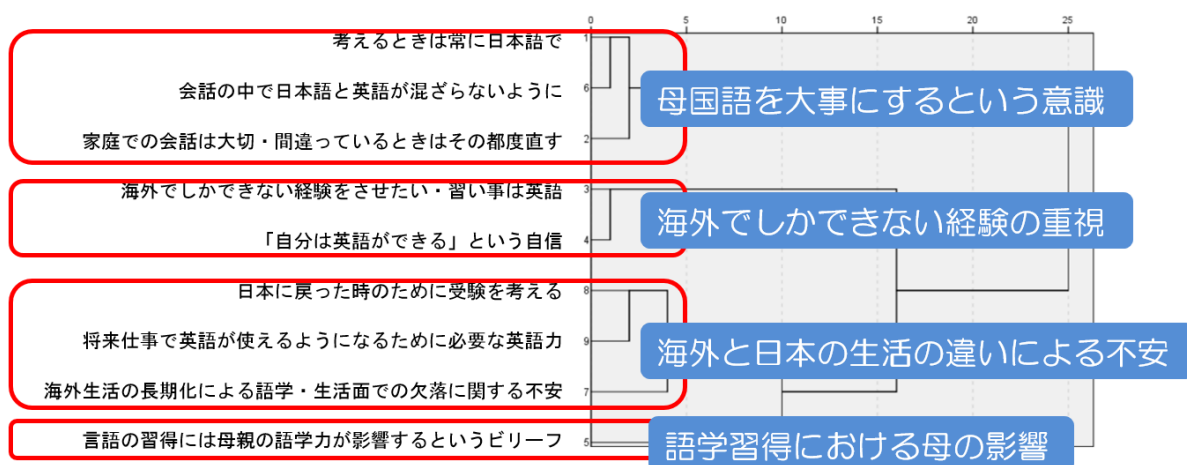 0 5 10 15 20 25
考えるときは常に日本語で
1
会話の中で日本語と英語が混ざらないように
6
母国語を大事にするという意識
家庭での会話は大切・間違っているときはその都度直す
2
海外でしかできない経験をさせたい・習い事は英語
3
海外でしかできない経験の重視
「自分は英語ができる」という自信
4
日本に戻った時のために受験を考える
8
将来仕事で英語が使えるようになるために必要な英語力
9
海外と日本の生活の違いによる不安
海外生活の長期化による語学・生活面での欠落に関する不安
7
言語の習得には母親の語学力が影響するというビリーフ
5
語学習得における母の影響